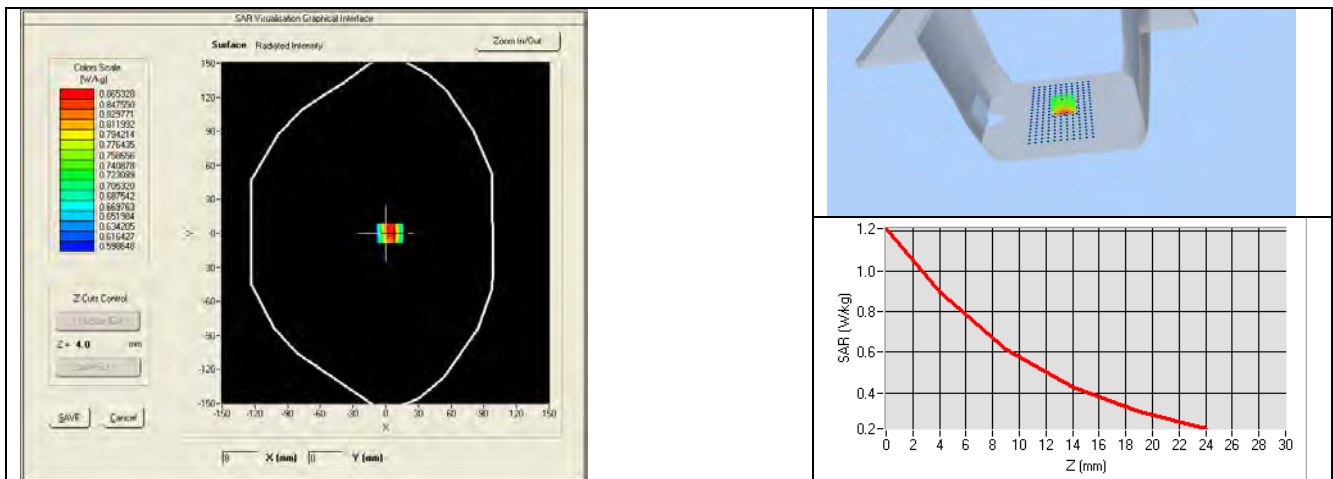 SAR Visualisation Graphical Interface
Surface Radiated Intensity
Zoom In/Out
Colors Scale
(W/kg)
0.865328
0.847550
0.829771
0.811992
0.794214
0.776435
0.758656
0.740878
0.723099
0.705320
0.687542
0.669763
0.651984
0.634205
0.616427
0.598648
Z Cuts Control
Z = 4.0 mm
SAVE
Cancel
150-
120-
90-
60-
30-
-0-
-30-
-60-
-90-
-120-
-150-
Y
-150 -120 -90 -60 -30 0 30 60 90 120 150
X
8 X (mm) 0 Y (mm)
1.2-
1.0-
0.8-
0.6-
0.4-
0.2-
SAR (W/kg)
0 2 4 6 8 10 12 14 16 18 20 22 24 26 28 30
Z (mm)